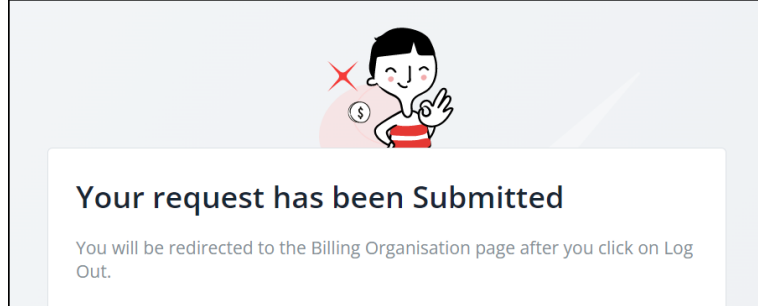 $
Your request has been Submitted
You will be redirected to the Billing Organisation page after you click on Log
Out.